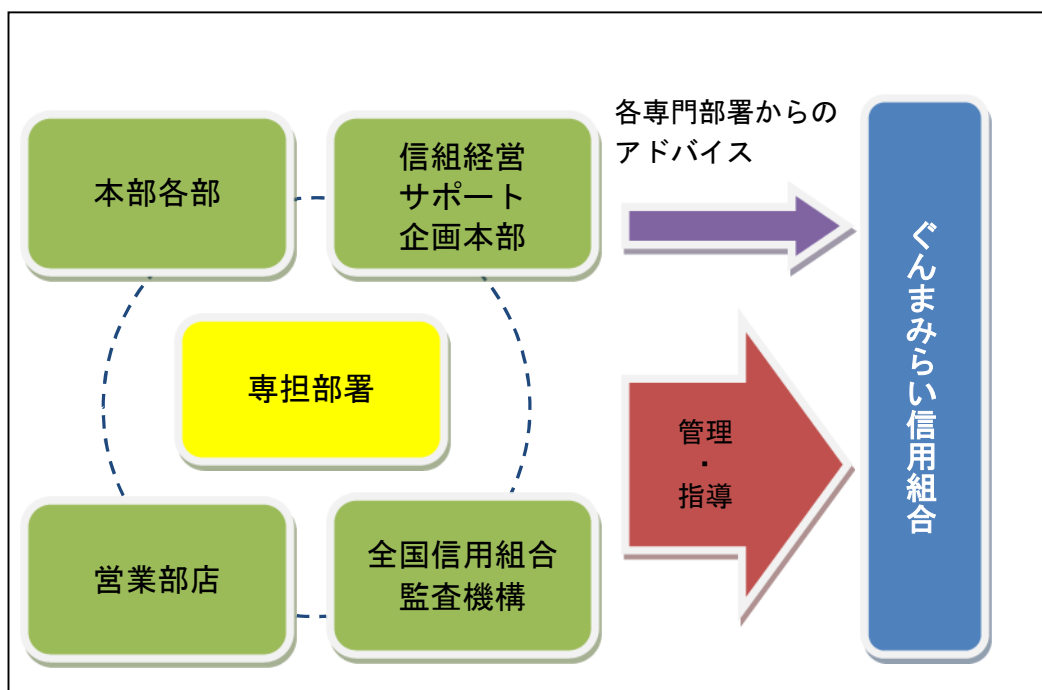 本部各部
信組経営
サポート
企画本部
各専門部署からの
アドバイス
専担部署
管理
・
指導
営業部店
全国信用組合
監査機構
ぐんまみらい信用組合